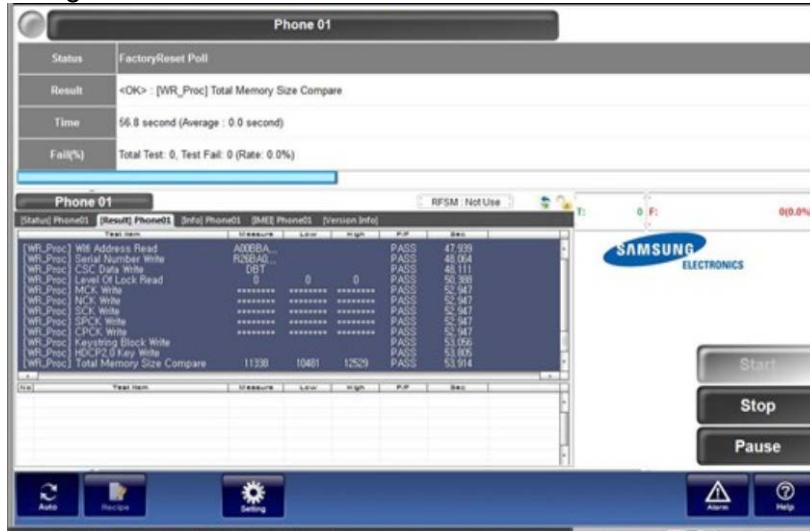 Phone 01
Status FactoryReset Poll
Result <OK> : [WR_Proc] Total Memory Size Compare
Time 56.8 second (Average : 0.0 second)
Fail(%) Total Test: 0, Test Fail: 0 (Rate: 0.0%)
Phone 01 RFSM : Not Use T: 0 F: 0(0.0%
[Status] Phone01 [Result] Phone01 [Info] Phone01 [IMEI] Phone01 [Version Info]
Test Item Measure Low High P/F Sec
[WR_Proc] Wifi Address Read A00BBA... PASS 47,939
[WR_Proc] Serial Number Write R26BA0... PASS 48,064
[WR_Proc] CSC Data Write DBT PASS 48,111
[WR_Proc] Level Of Lock Read 0 0 0 PASS 50,388
[WR_Proc] MCK Write ******** ******** ******** PASS 52,947
[WR_Proc] NCK Write ******** ******** ******** PASS 52,947
[WR_Proc] SCK Write ******** ******** ******** PASS 52,947
[WR_Proc] SPCK Write ******** ******** ******** PASS 52,947
[WR_Proc] CPCK Write ******** ******** ******** PASS 52,947
[WR_Proc] Keystring Block Write PASS 53,056
[WR_Proc] HDCP2.0 Key Write PASS 53,805
[WR_Proc] Total Memory Size Compare 11338 10481 12529 PASS 53,914
No Test Item Measure Low High P/F Sec
SAMSUNG
ELECTRONICS
Start
Stop
Pause
Auto Recipe Setting Alarm Help